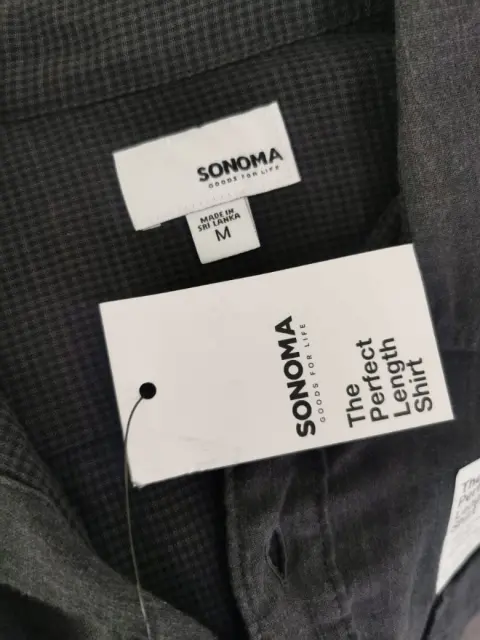 SONOMA
GOODS FOR LIFE
MADE IN
SRI LANKA
M
SONOMA
GOODS FOR LIFE
The
Perfect
Length
Shirt